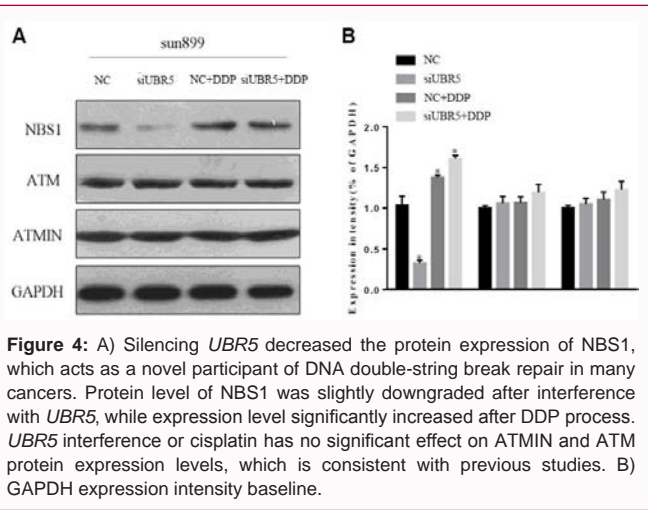 A
sun899
NC siUBR5 NC+DDP siUBR5+DDP
NBS1
ATM
ATMIN
GAPDH
B
NC
siUBR5
NC+DDP
siUBR5+DDP
Expression intensity(% of GAPDH)
2.0
1.5
1.0
0.5
0.0
Figure 4: A) Silencing UBR5 decreased the protein expression of NBS1,
which acts as a novel participant of DNA double-string break repair in many
cancers. Protein level of NBS1 was slightly downgraded after interference
with UBR5, while expression level significantly increased after DDP process.
UBR5 interference or cisplatin has no significant effect on ATMIN and ATM
protein expression levels, which is consistent with previous studies. B)
GAPDH expression intensity baseline.